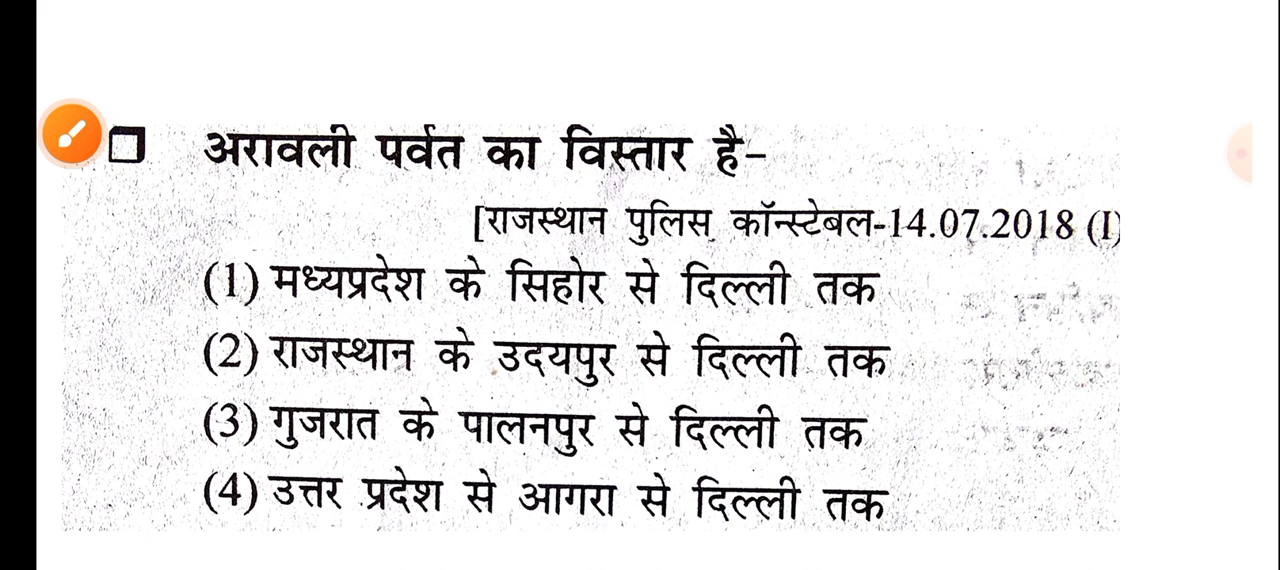 अरावली पर्वत का विस्तार है-
[राजस्थान पुलिस कॉन्स्टेबल-14.07.2018 (I)
(1) मध्यप्रदेश के सिहोर से दिल्ली तक
(2) राजस्थान के उदयपुर से दिल्ली तक
(3) गुजरात के पालनपुर से दिल्ली तक
(4) उत्तर प्रदेश से आगरा से दिल्ली तक